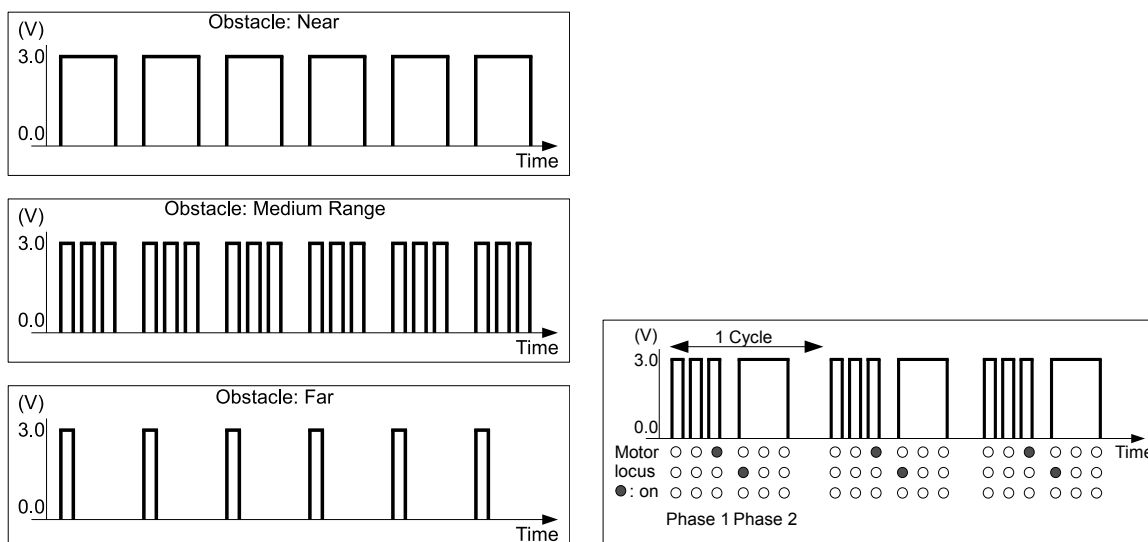 Obstacle: Near
(V)
3.0
0.0
Time
Obstacle: Medium Range
(V)
3.0
0.0
Time
Obstacle: Far
(V)
3.0
0.0
Time
(V)
1 Cycle
3.0
0.0
Motor
Time
locus
: on
Phase 1 Phase 2